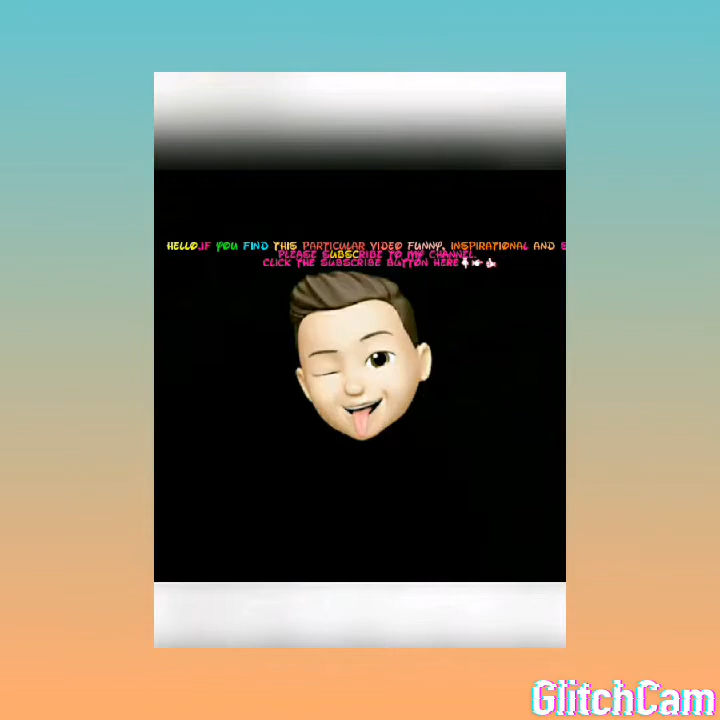 HELLO.IF YOU FIND THIS PARTICULAR VIDEO FUNNY, INSPIRATIONAL AND
PLEASE SUBSCRIBE TO MY CHANNEL.
CLICK THE SUBSCRIBE BUTTON HERE👇👉👍
GlitchCam